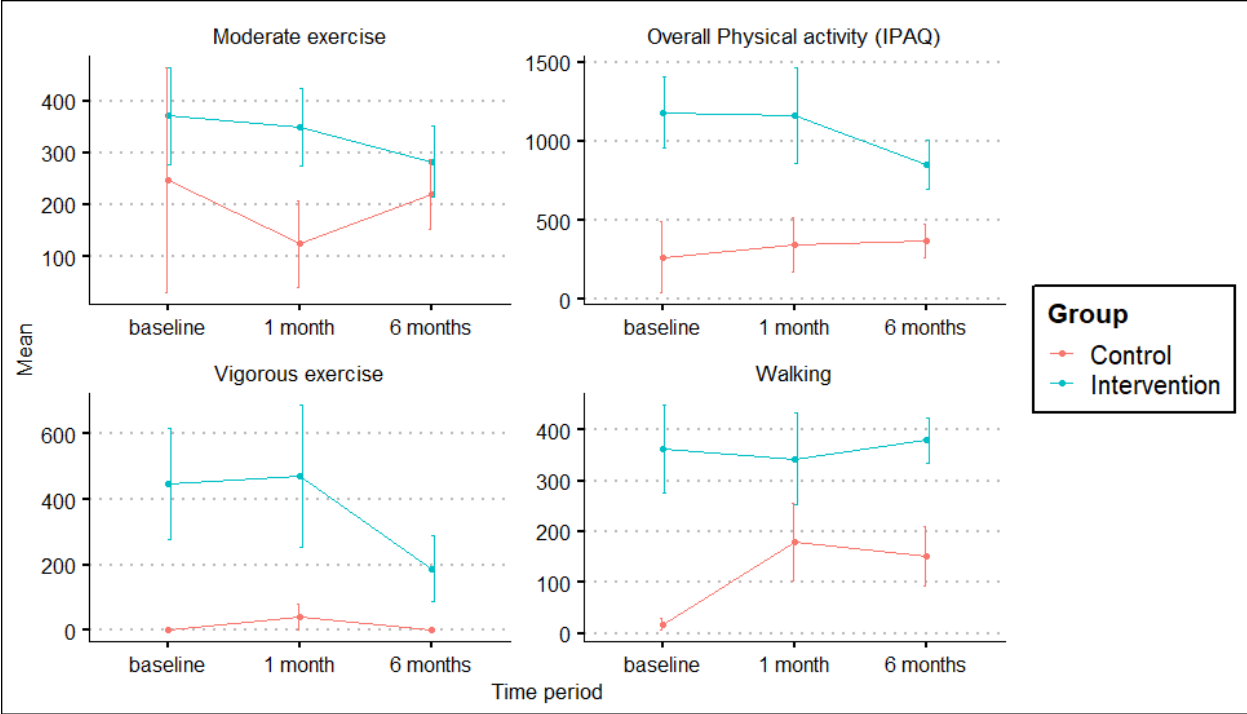 Moderate exercise
Overall Physical activity (IPAQ)
400
300
200
100
baseline
1 month
6 months
1500
1000
500
0
baseline
1 month
6 months
Mean
Vigorous exercise
Walking
600
400
200
0
baseline
1 month
6 months
400
300
200
100
0
baseline
1 month
6 months
Time period
Group
Control
Intervention